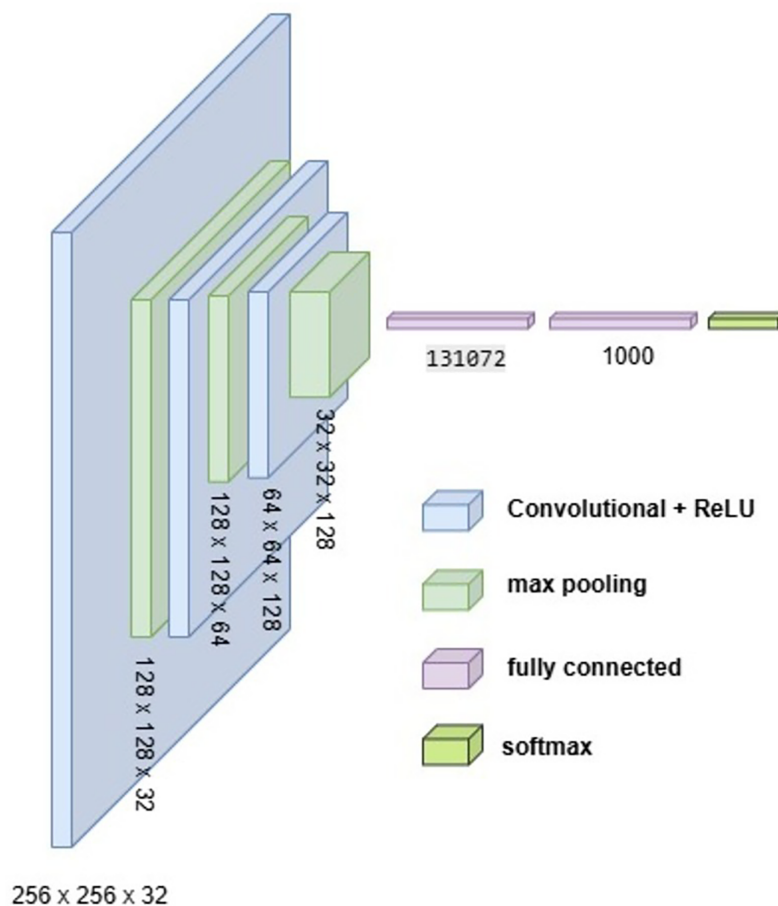 256 x 256 x 32
128 x 128 x 32
128 x 128 x 64
64 x 64 x 128
32 x 32 x 128
131072
1000
Convolutional + ReLU
max pooling
fully connected
softmax